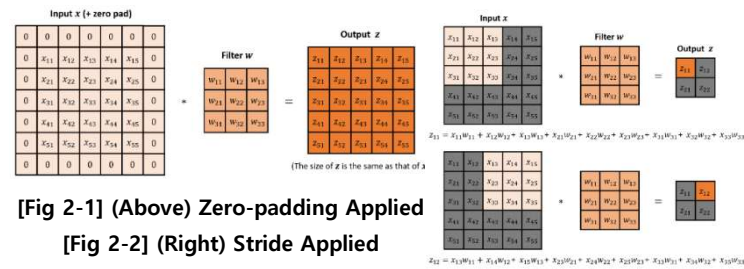 Input x (+ zero pad)
0 0 0 0 0 0 0
0 x₁₁ x₁₂ x₁₃ x₁₄ x₁₅ 0
0 x₂₁ x₂₂ x₂₃ x₂₄ x₂₅ 0
0 x₃₁ x₃₂ x₃₃ x₃₄ x₃₅ 0
0 x₄₁ x₄₂ x₄₃ x₄₄ x₄₅ 0
0 x₅₁ x₅₂ x₅₃ x₅₄ x₅₅ 0
0 0 0 0 0 0 0
*
Filter w
w₁₁ w₁₂ w₁₃
w₂₁ w₂₂ w₂₃
w₃₁ w₃₂ w₃₃
=
Output z
z₁₁ z₁₂ z₁₃ z₁₄ z₁₅
z₂₁ z₂₂ z₂₃ z₂₄ z₂₅
z₃₁ z₃₂ z₃₃ z₃₄ z₃₅
z₄₁ z₄₂ z₄₃ z₄₄ z₄₅
z₅₁ z₅₂ z₅₃ z₅₄ z₅₅
(The size of z is the same as that of
[Fig 2-1] (Above) Zero-padding Applied
[Fig 2-2] (Right) Stride Applied
Input x
x₁₁ x₁₂ x₁₃ x₁₄ x₁₅
x₂₁ x₂₂ x₂₃ x₂₄ x₂₅
x₃₁ x₃₂ x₃₃ x₃₄ x₃₅
x₄₁ x₄₂ x₄₃ x₄₄ x₄₅
x₅₁ x₅₂ x₅₃ x₅₄ x₅₅
*
Filter w
w₁₁ w₁₂ w₁₃
w₂₁ w₂₂ w₂₃
w₃₁ w₃₂ w₃₃
=
Output z
z₁₁ z₁₂
z₂₁ z₂₂
z₁₁ = x₁₁w₁₁ + x₁₂w₁₂ + x₁₃w₁₃ + x₂₁w₂₁ + x₂₂w₂₂ + x₂₃w₂₃ + x₃₁w₃₁ + x₃₂w₃₂ + x₃₃w₃₃
x₁₁ x₁₂ x₁₃ x₁₄ x₁₅
x₂₁ x₂₂ x₂₃ x₂₄ x₂₅
x₃₁ x₃₂ x₃₃ x₃₄ x₃₅
x₄₁ x₄₂ x₄₃ x₄₄ x₄₅
x₅₁ x₅₂ x₅₃ x₅₄ x₅₅
*
w₁₁ w₁₂ w₁₃
w₂₁ w₂₂ w₂₃
w₃₁ w₃₂ w₃₃
=
z₁₁ z₁₂
z₂₁ z₂₂
z₁₂ = x₁₃w₁₁ + x₁₄w₁₂ + x₁₅w₁₃ + x₂₃w₂₁ + x₂₄w₂₂ + x₂₅w₂₃ + x₃₃w₃₁ + x₃₄w₃₂ + x₃₅w₃₃